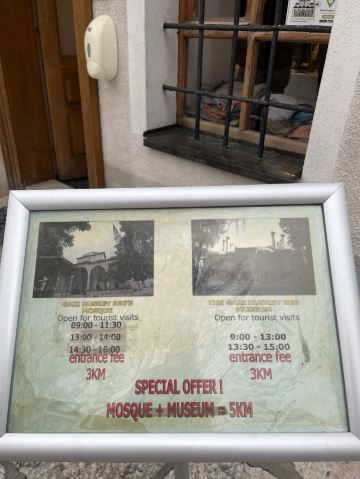 GAZI HUSREV BEG'S
MOSQUE
Open for tourist visits
09:00 - 11:30
13:00 - 14:00
14:30 - 16:00
entrance fee
3KM
THE GAZI HUSREV BEG
MUSEUM
Open for tourist visits
9:00 - 13:00
13:30 - 15:00
entrance fee
3KM
SPECIAL OFFER !
MOSQUE + MUSEUM = 5KM